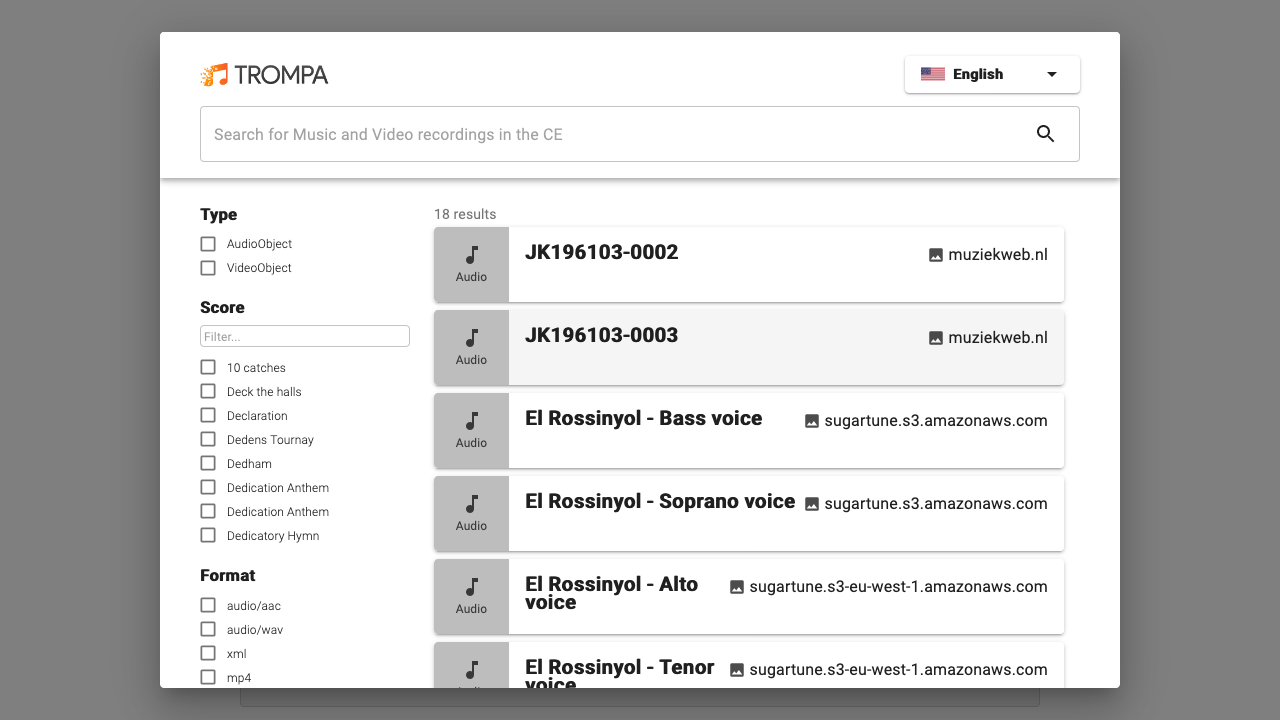 TROMPA
English
Search for Music and Video recordings in the CE
Type
AudioObject
VideoObject
Score
Filter...
10 catches
Deck the halls
Declaration
Dedens Tournay
Dedham
Dedication Anthem
Dedication Anthem
Dedicatory Hymn
Format
audio/aac
audio/wav
xml
mp4
18 results
JK196103-0002
muziekweb.nl
Audio
JK196103-0003
muziekweb.nl
Audio
El Rossinyol - Bass voice
sugartune.s3.amazonaws.com
Audio
El Rossinyol - Soprano voice
sugartune.s3.amazonaws.com
Audio
El Rossinyol - Alto
voice
sugartune.s3-eu-west-1.amazonaws.com
Audio
El Rossinyol - Tenor
voice
sugartune.s3-eu-west-1.amazonaws.com